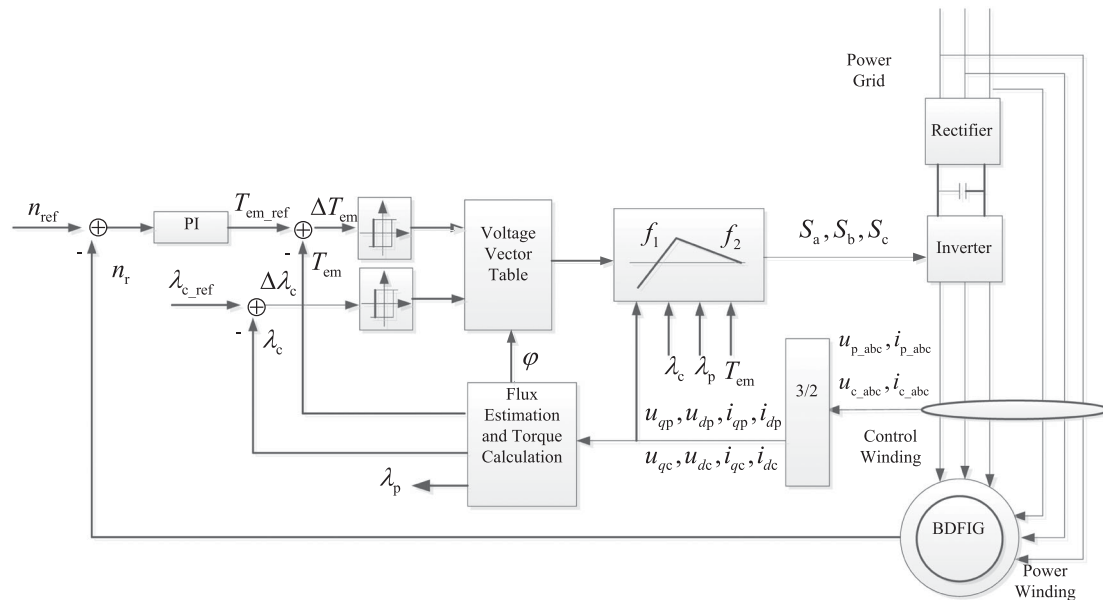 Power
Grid
Rectifier
Inverter
n_ref
-
n_r
PI
T_em_ref
ΔT_em
-
T_em
λ_c_ref
Δλ_c
-
λ_c
Voltage
Vector
Table
f_1
f_2
S_a, S_b, S_c
φ
λ_c
λ_p
T_em
3/2
u_p_abc, i_p_abc
u_c_abc, i_c_abc
Flux
Estimation
and Torque
Calculation
u_qp, u_dp, i_qp, i_dp
u_qc, u_dc, i_qc, i_dc
Control
Winding
λ_p
BDFIG
Power
Winding